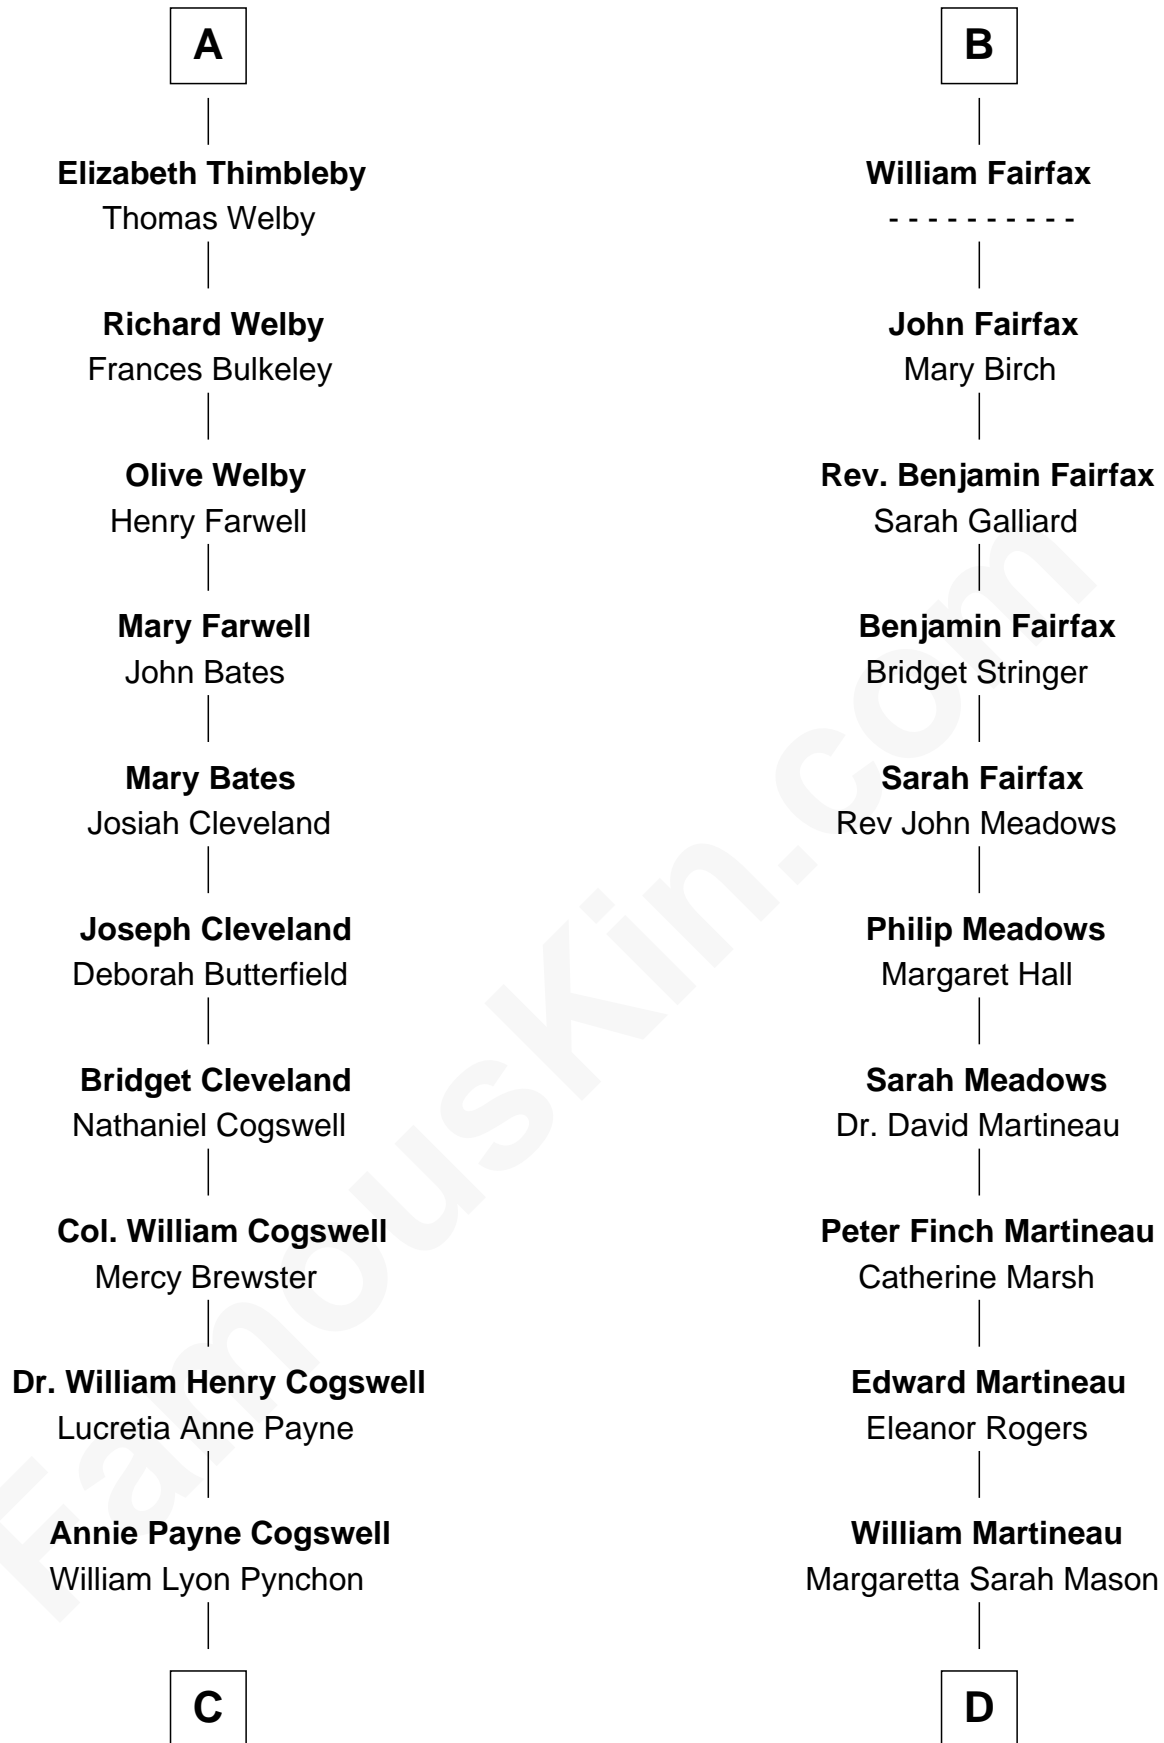 A
Elizabeth Thimbleby
Thomas Welby
Richard Welby
Frances Bulkeley
Olive Welby
Henry Farwell
Mary Farwell
John Bates
Mary Bates
Josiah Cleveland
Joseph Cleveland
Deborah Butterfield
Bridget Cleveland
Nathaniel Cogswell
Col. William Cogswell
Mercy Brewster
Dr. William Henry Cogswell
Lucretia Anne Payne
Annie Payne Cogswell
William Lyon Pynchon
C
B
William Fairfax
- - - - - - - - - -
John Fairfax
Mary Birch
Rev. Benjamin Fairfax
Sarah Galliard
Benjamin Fairfax
Bridget Stringer
Sarah Fairfax
Rev John Meadows
Philip Meadows
Margaret Hall
Sarah Meadows
Dr. David Martineau
Peter Finch Martineau
Catherine Marsh
Edward Martineau
Eleanor Rogers
William Martineau
Margaretta Sarah Mason
D
FamousKin.com